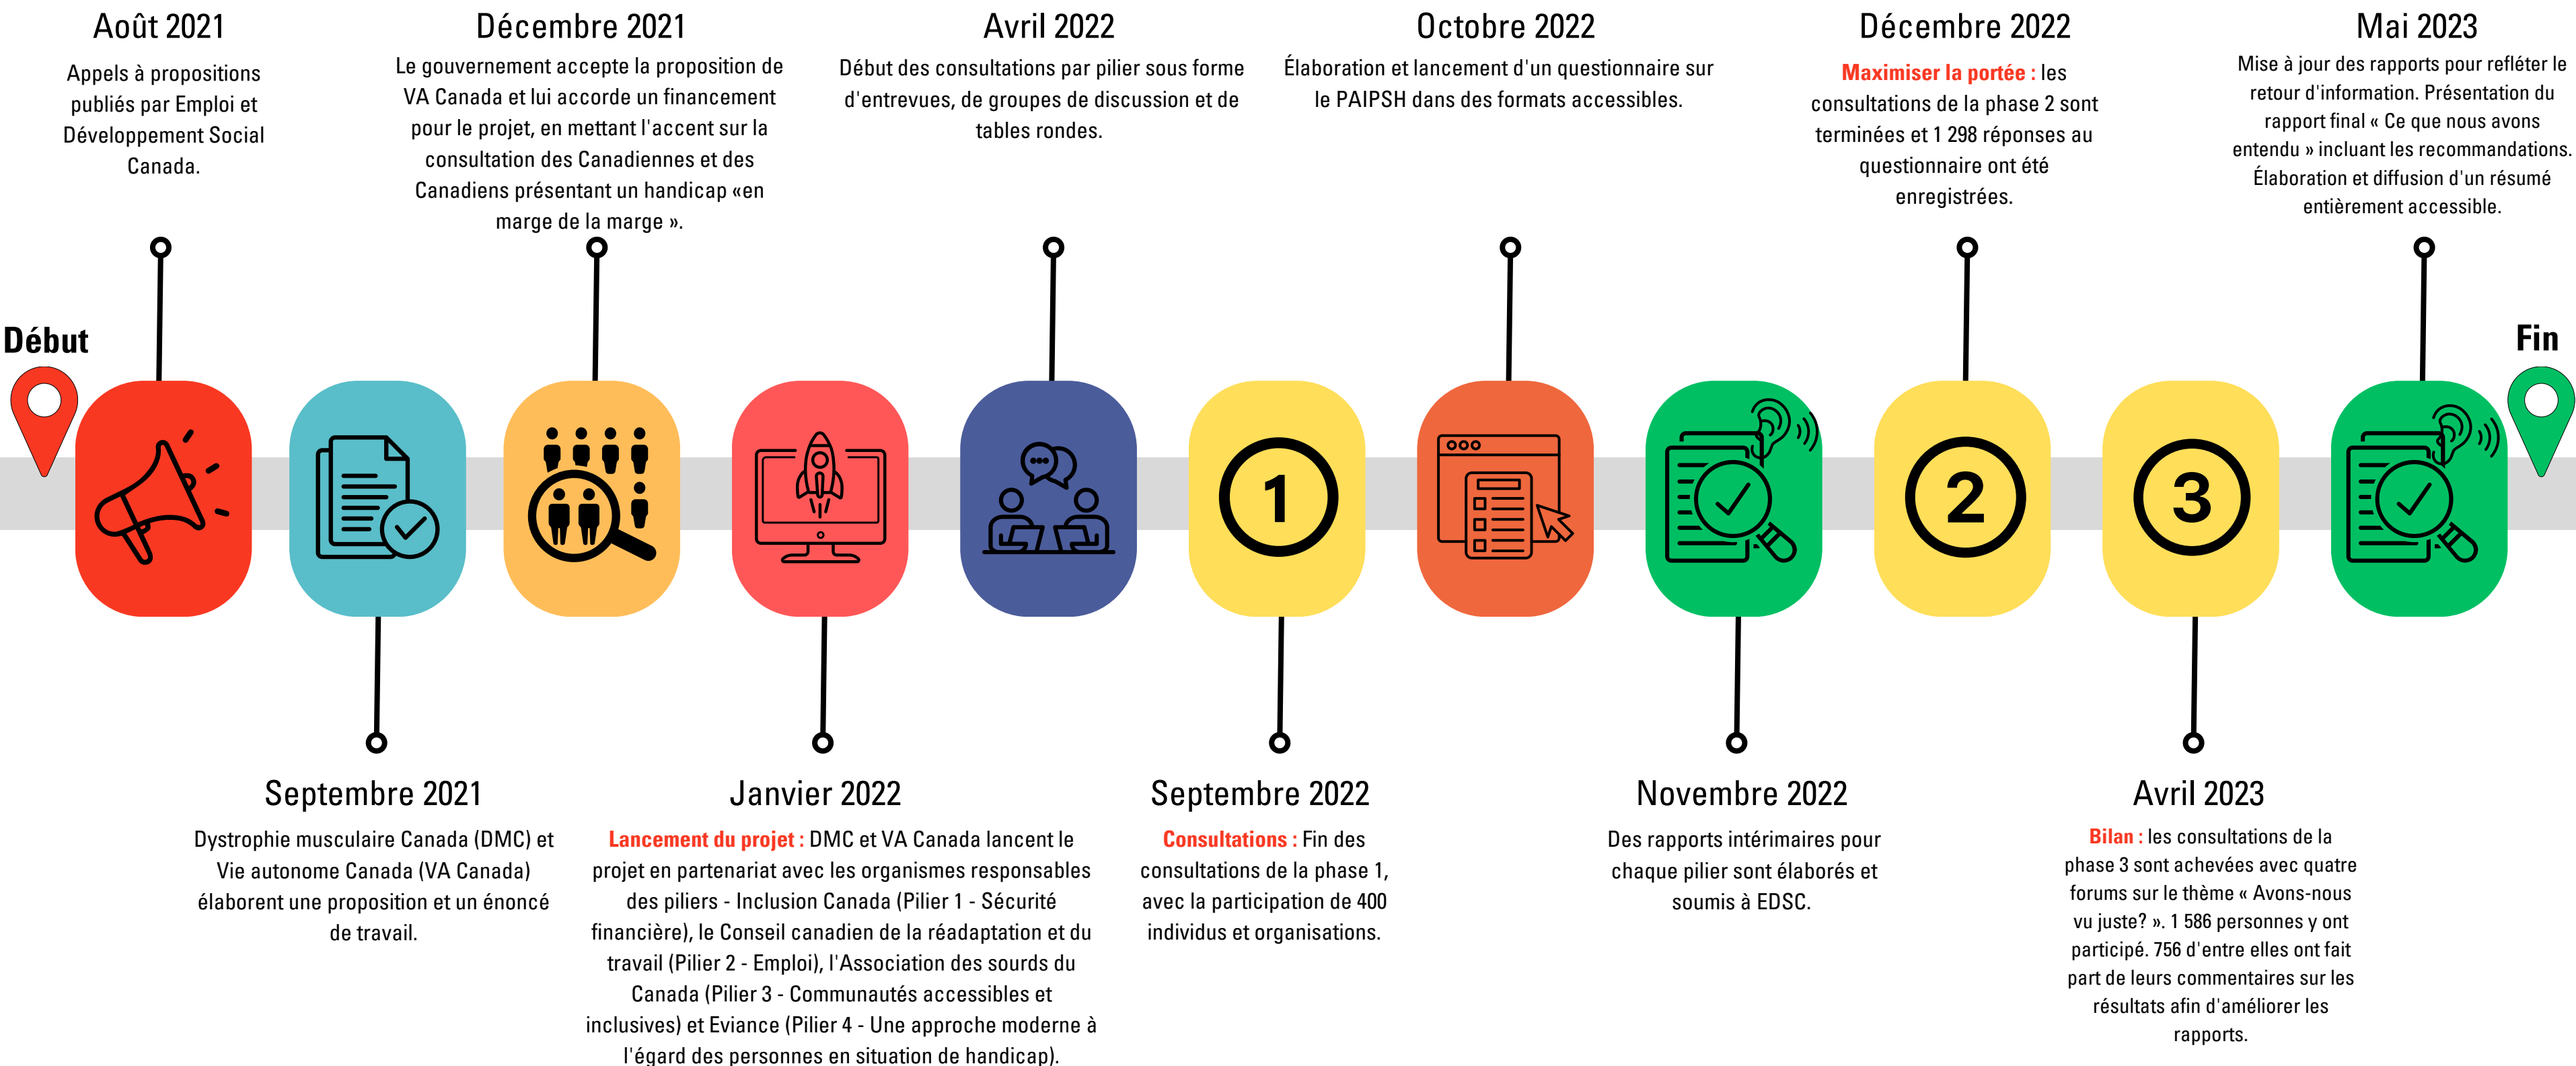 Début
Août 2021
Appels à propositions
publiés par Emploi et
Développement Social
Canada.
Septembre 2021
Dystrophie musculaire Canada (DMC) et
Vie autonome Canada (VA Canada)
élaborent une proposition et un énoncé
de travail.
Décembre 2021
Le gouvernement accepte la proposition de
VA Canada et lui accorde un financement
pour le projet, en mettant l'accent sur la
consultation des Canadiennes et des
Canadiens présentant un handicap «en
marge de la marge ».
Janvier 2022
Lancement du projet : DMC et VA Canada lancent le
projet en partenariat avec les organismes responsables
des piliers - Inclusion Canada (Pilier 1 - Sécurité
financière), le Conseil canadien de la réadaptation et du
travail (Pilier 2 - Emploi), l'Association des sourds du
Canada (Pilier 3 - Communautés accessibles et
inclusives) et Eviance (Pilier 4 - Une approche moderne à
l'égard des personnes en situation de handicap).
Avril 2022
Début des consultations par pilier sous forme
d'entrevues, de groupes de discussion et de
tables rondes.
1
Septembre 2022
Consultations : Fin des
consultations de la phase 1,
avec la participation de 400
individus et organisations.
Octobre 2022
Élaboration et lancement d'un questionnaire sur
le PAIPSH dans des formats accessibles.
Novembre 2022
Des rapports intérimaires pour
chaque pilier sont élaborés et
soumis à EDSC.
Décembre 2022
Maximiser la portée : les
consultations de la phase 2 sont
terminées et 1 298 réponses au
questionnaire ont été
enregistrées.
2
3
Avril 2023
Bilan : les consultations de la
phase 3 sont achevées avec quatre
forums sur le thème « Avons-nous
vu juste? ». 1 586 personnes y ont
participé. 756 d'entre elles ont fait
part de leurs commentaires sur les
résultats afin d'améliorer les
rapports.
Mai 2023
Mise à jour des rapports pour refléter le
retour d'information. Présentation du
rapport final « Ce que nous avons
entendu » incluant les recommandations.
Élaboration et diffusion d'un résumé
entièrement accessible.
Fin